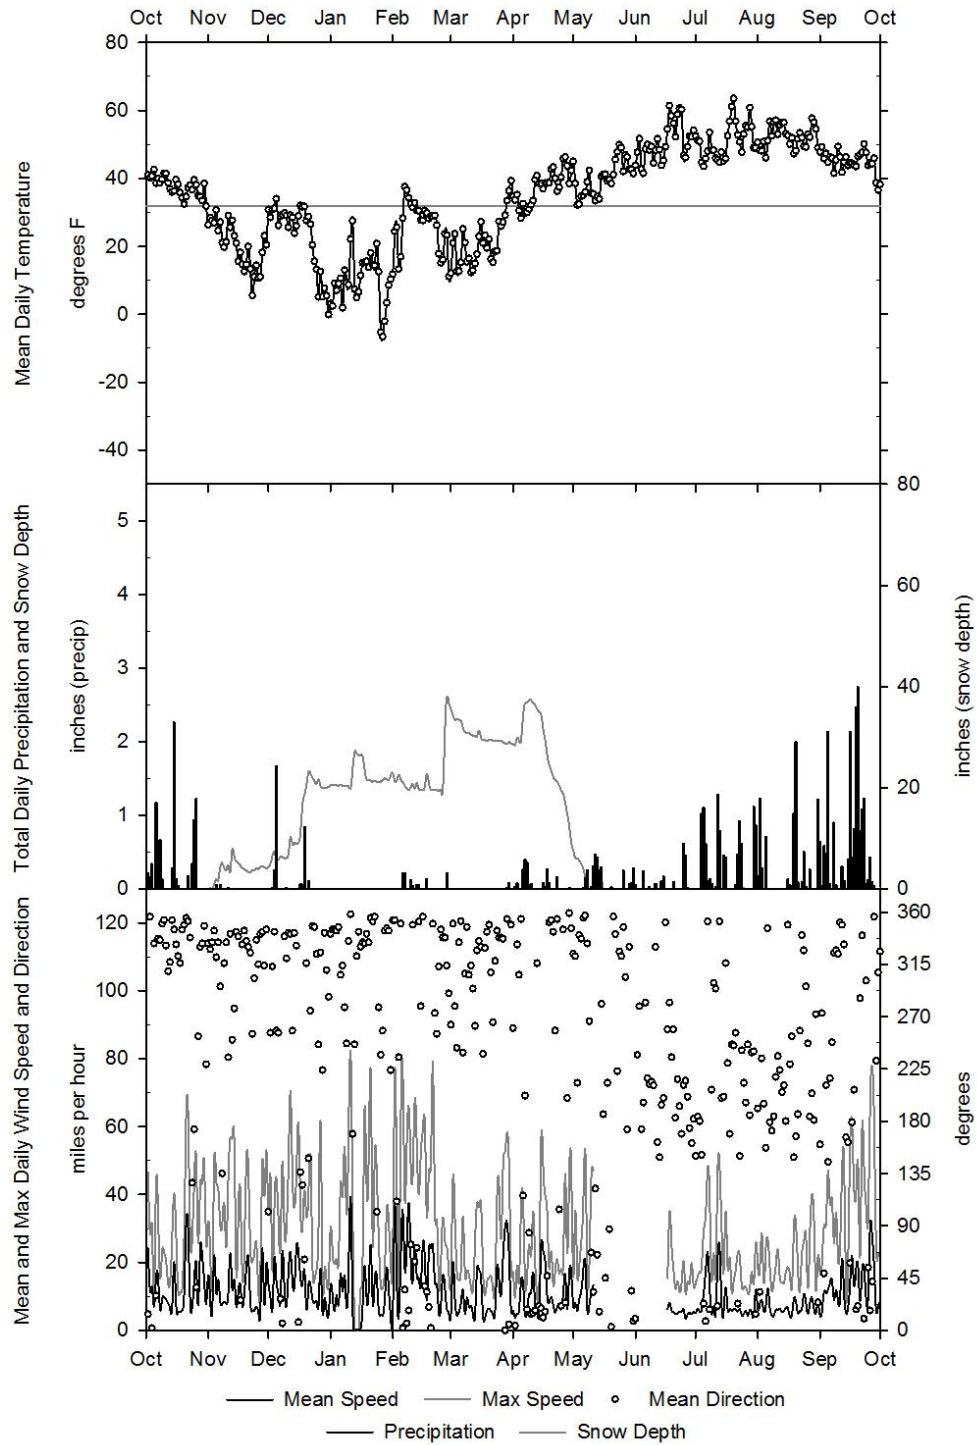 Oct Nov Dec Jan Feb Mar Apr May Jun Jul Aug Sep Oct
80
60
40
20
0
-20
-40
Mean Daily Temperature
degrees F
5
4
3
2
1
0
Total Daily Precipitation and Snow Depth
inches (precip)
80
60
40
20
0
inches (snow depth)
120
100
80
60
40
20
0
Mean and Max Daily Wind Speed and Direction
miles per hour
360
315
270
225
180
135
90
45
0
degrees
Oct Nov Dec Jan Feb Mar Apr May Jun Jul Aug Sep Oct
Mean Speed Max Speed Mean Direction
Precipitation Snow Depth